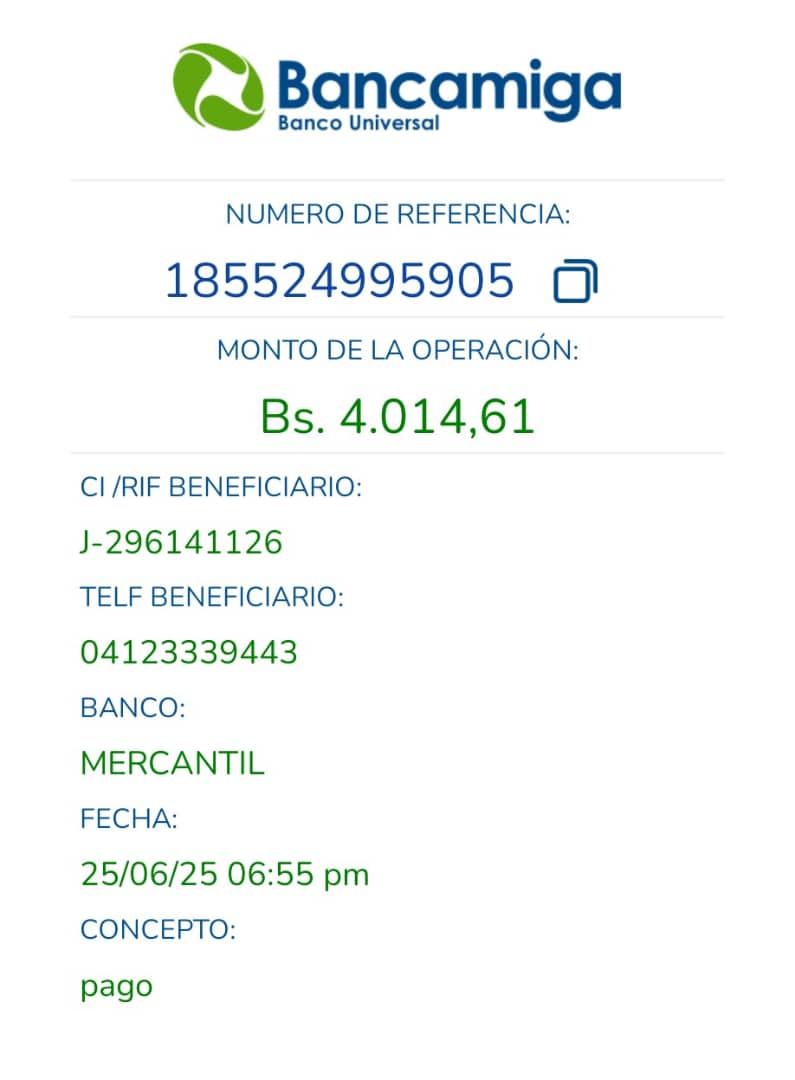 Bancamiga
Banco Universal
NUMERO DE REFERENCIA:
185524995905
MONTO DE LA OPERACIÓN:
Bs. 4.014,61
CI /RIF BENEFICIARIO:
J-296141126
TELF BENEFICIARIO:
04123339443
BANCO:
MERCANTIL
FECHA:
25/06/25 06:55 pm
CONCEPTO:
pago